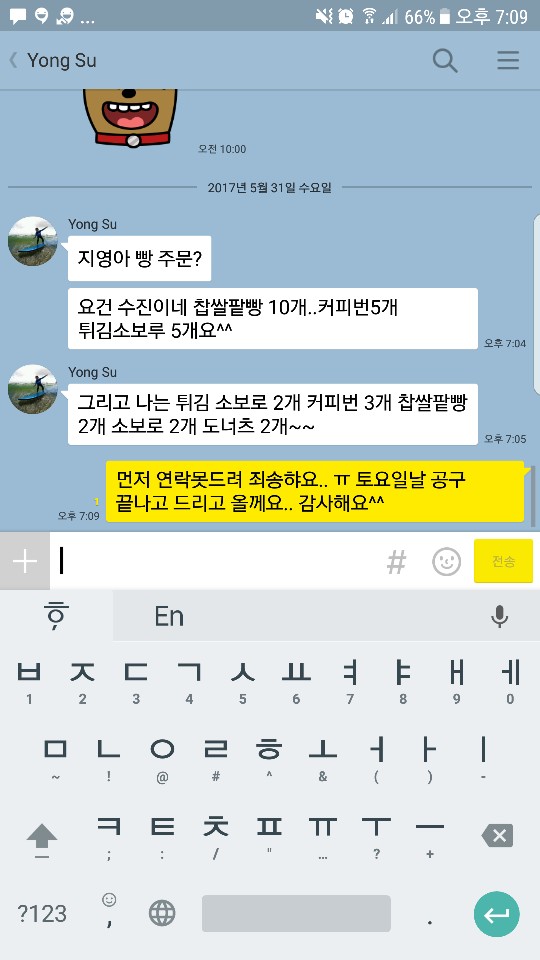 66% 오후 7:09
Yong Su
오전 10:00
2017년 5월 31일 수요일
Yong Su
지영아 빵 주문?
요건 수진이네 찹쌀팥빵 10개..커피번5개
튀김소보루 5개요^^
오후 7:04
Yong Su
그리고 나는 튀김 소보로 2개 커피번 3개 찹쌀팥빵
2개 소보로 2개 도너츠 2개~~
오후 7:05
먼저 연락못드려 죄송햐요.. ㅠ 토요일날 공구
끝나고 드리고 올께요.. 감사해요^^
1
오후 7:09
# 전송
En
ㅂ ㅈ ㄷ ㄱ ㅅ ㅛ ㅕ ㅑ ㅐ ㅔ
1 2 3 4 5 6 7 8 9 0
ㅁ ㄴ ㅇ ㄹ ㅎ ㅗ ㅓ ㅏ ㅣ
~ ! @ # ^ & ( ) -
ㅋ ㅌ ㅊ ㅍ ㅠ ㅜ ㅡ
; : / " ... ? +
?123 , .